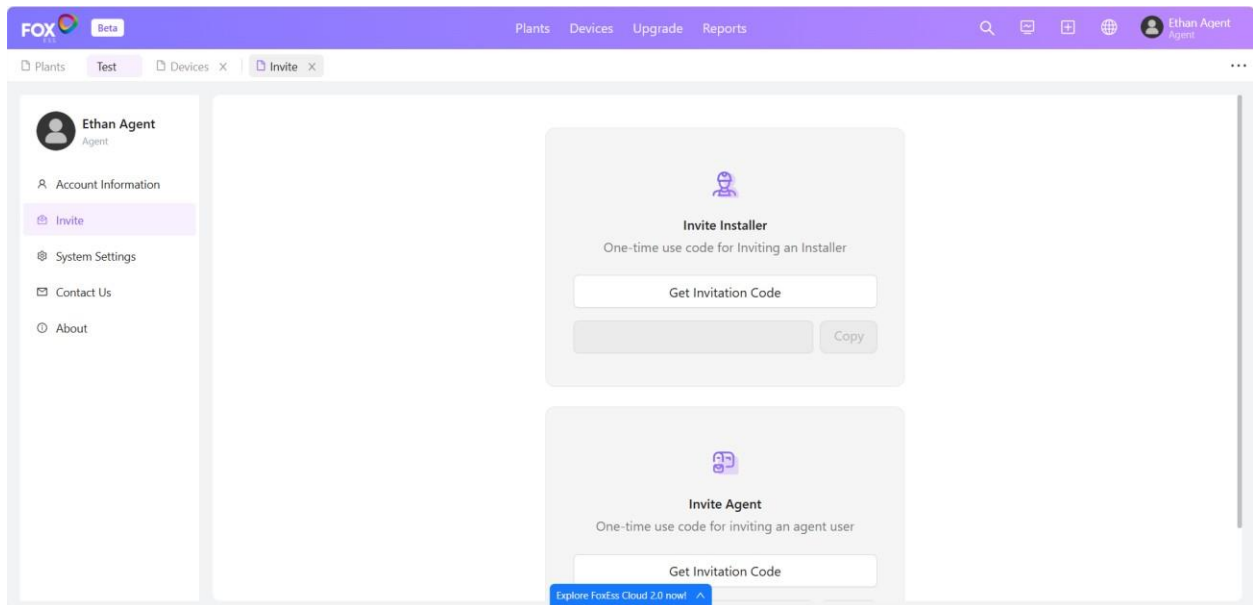 FOX
ESS
Beta
Plants Devices Upgrade Reports
Ethan Agent
Agent
Plants Test Devices X Invite X
Ethan Agent
Agent
Account Information
Invite
System Settings
Contact Us
About
Invite Installer
One-time use code for Inviting an Installer
Get Invitation Code
Copy
Invite Agent
One-time use code for inviting an agent user
Get Invitation Code
Explore FoxEss Cloud 2.0 now!